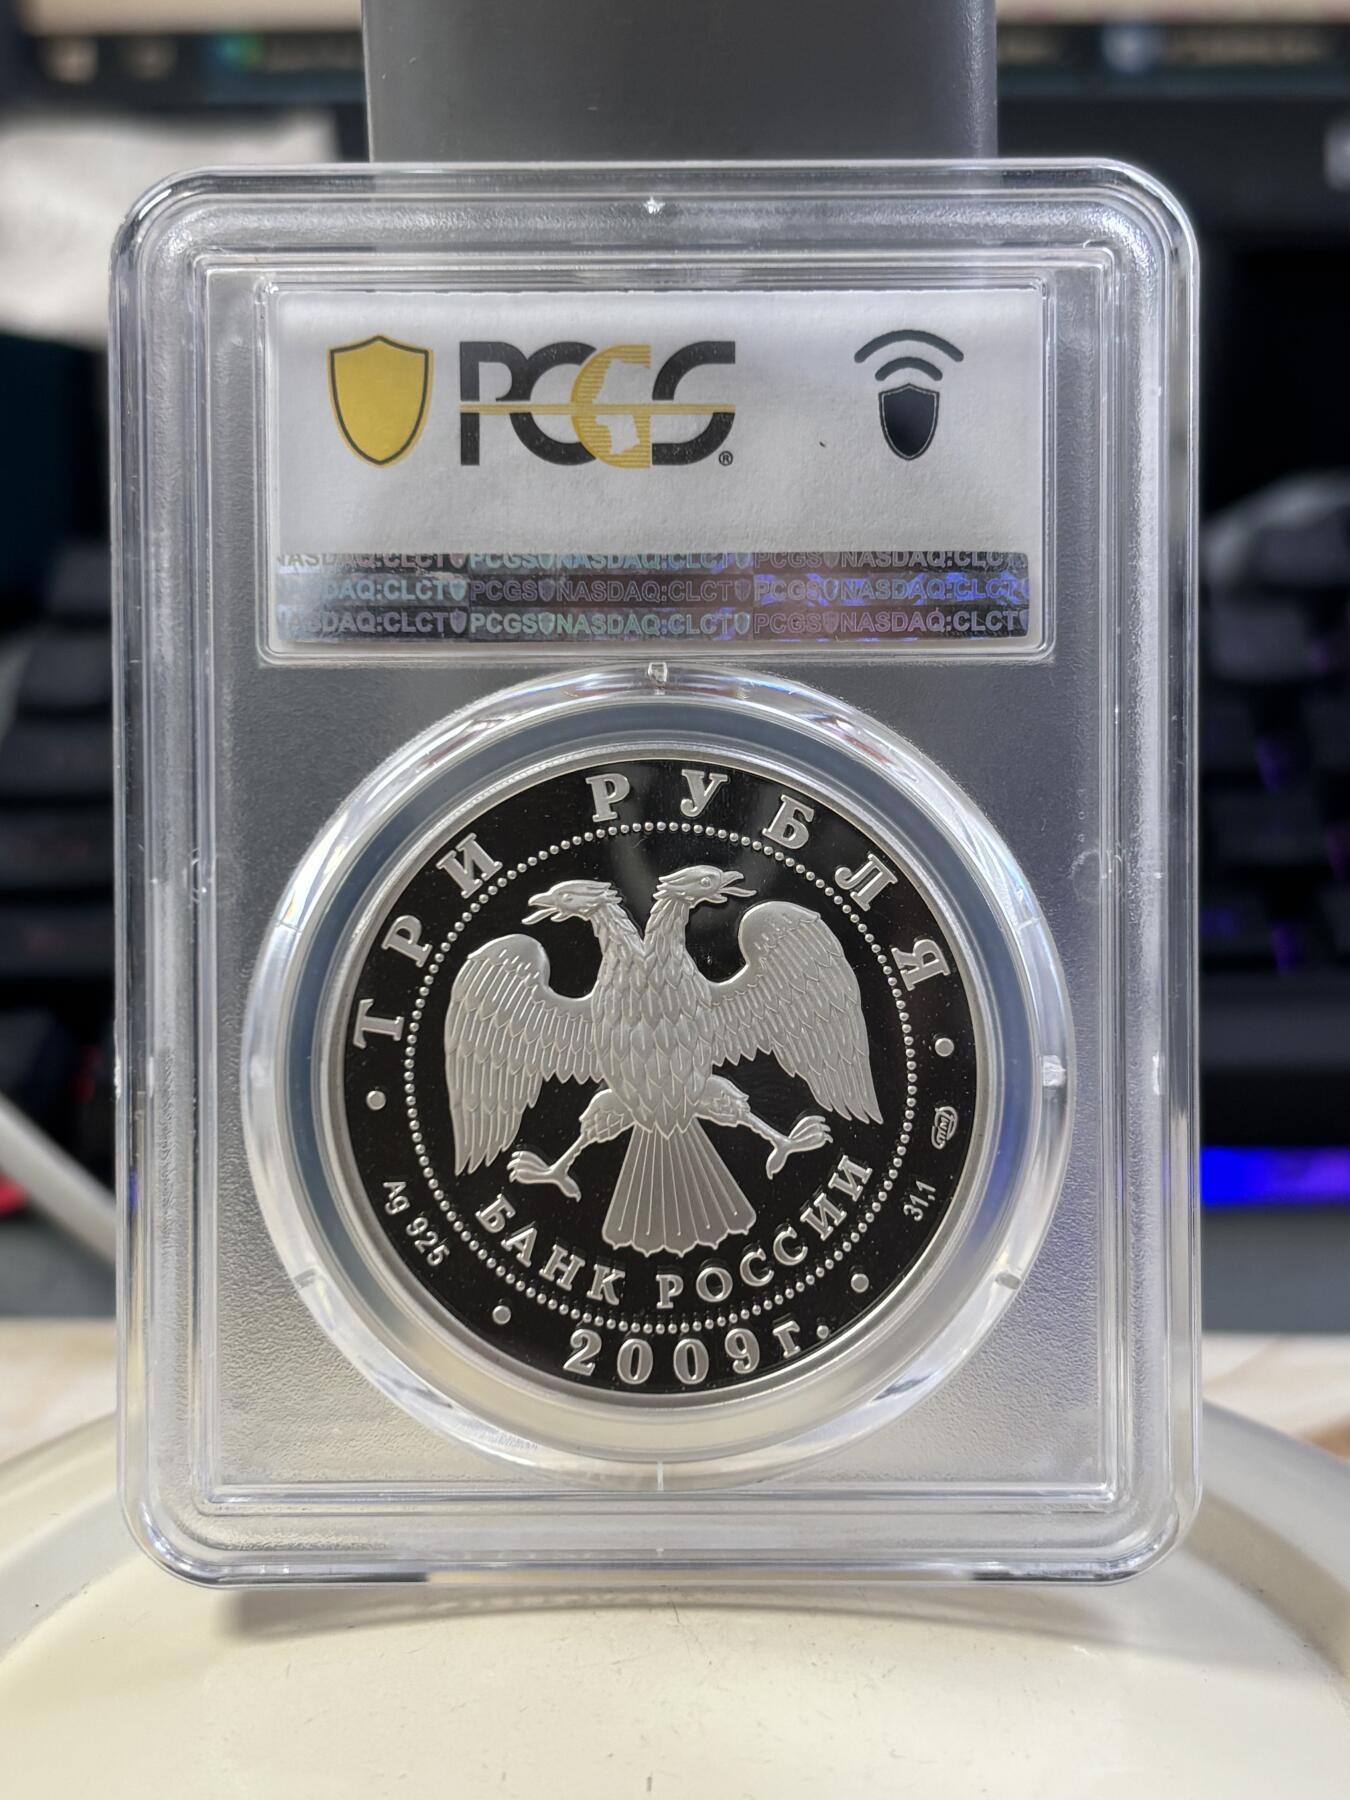 PCGS®
NASDAQ:CLCT PCGS NASDAQ:CLCT PCGS NASDAQ:CLCT
NASDAQ:CLCT PCGS NASDAQ:CLCT PCGS NASDAQ:CLCT
NASDAQ:CLCT PCGS NASDAQ:CLCT PCGS NASDAQ:CLCT
ТРИ РУБЛЯ
БАНК РОССИИ
Ag 925
31,1
2009г.